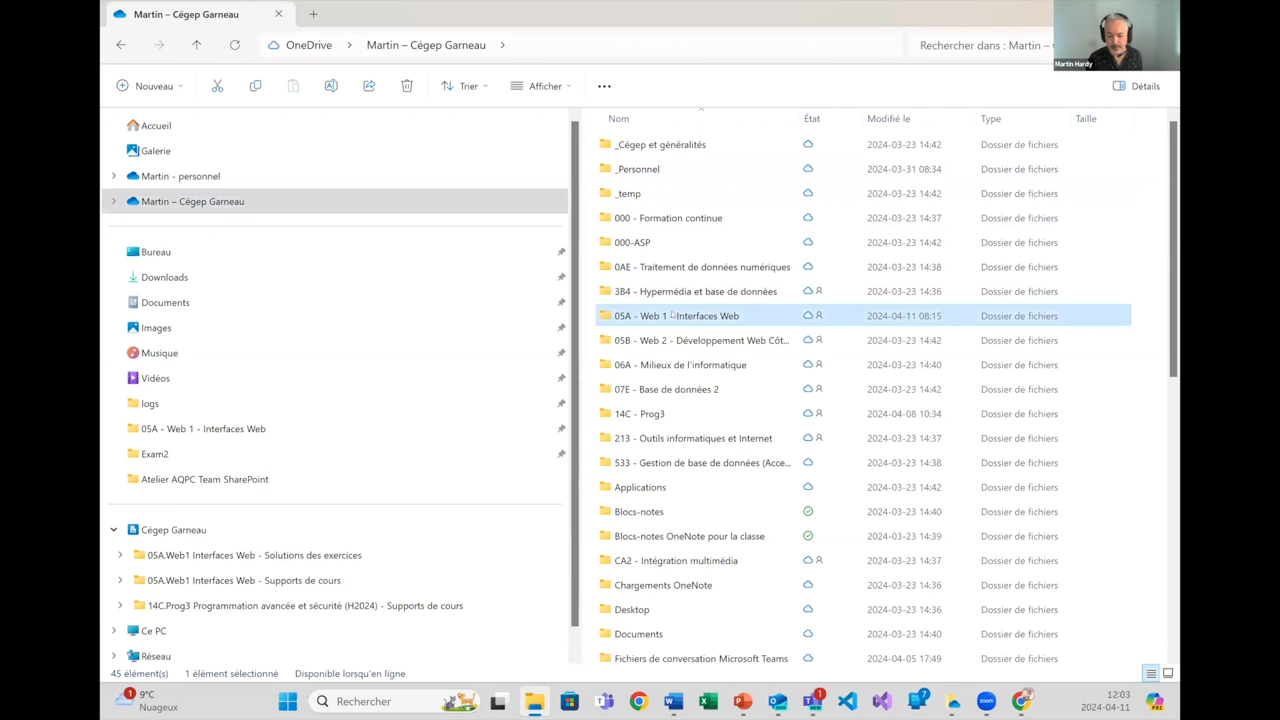 Martin – Cégep Garneau
OneDrive > Martin – Cégep Garneau >
Rechercher dans : Martin –
Martin Hardy
Nouveau
Trier
Afficher
...
Détails
Accueil
Galerie
Martin - personnel
Martin – Cégep Garneau
Bureau
Downloads
Documents
Images
Musique
Vidéos
logs
05A - Web 1 - Interfaces Web
Exam2
Atelier AQPC Team SharePoint
Cégep Garneau
05A.Web1 Interfaces Web - Solutions des exercices
05A.Web1 Interfaces Web - Supports de cours
14C.Prog3 Programmation avancée et sécurité (H2024) - Supports de cours
Ce PC
Réseau
Nom État Modifié le Type Taille
_Cégep et généralités 2024-03-23 14:42 Dossier de fichiers
_Personnel 2024-03-31 08:34 Dossier de fichiers
_temp 2024-03-23 14:42 Dossier de fichiers
000 - Formation continue 2024-03-23 14:37 Dossier de fichiers
000-ASP 2024-03-23 14:42 Dossier de fichiers
0AE - Traitement de données numériques 2024-03-23 14:38 Dossier de fichiers
3B4 - Hypermédia et base de données 2024-03-23 14:36 Dossier de fichiers
05A - Web 1 - Interfaces Web 2024-04-11 08:15 Dossier de fichiers
05B - Web 2 - Développement Web Côt... 2024-03-23 14:42 Dossier de fichiers
06A - Milieux de l'informatique 2024-03-23 14:40 Dossier de fichiers
07E - Base de données 2 2024-03-23 14:42 Dossier de fichiers
14C - Prog3 2024-04-08 10:34 Dossier de fichiers
213 - Outils informatiques et Internet 2024-03-23 14:37 Dossier de fichiers
533 - Gestion de base de données (Acce... 2024-03-23 14:38 Dossier de fichiers
Applications 2024-03-23 14:42 Dossier de fichiers
Blocs-notes 2024-03-23 14:40 Dossier de fichiers
Blocs-notes OneNote pour la classe 2024-03-23 14:39 Dossier de fichiers
CA2 - Intégration multimédia 2024-03-23 14:36 Dossier de fichiers
Chargements OneNote 2024-03-23 14:36 Dossier de fichiers
Desktop 2024-03-23 14:36 Dossier de fichiers
Documents 2024-03-23 14:40 Dossier de fichiers
Fichiers de conversation Microsoft Teams 2024-04-05 17:49 Dossier de fichiers
45 élément(s) 1 élément sélectionné Disponible lorsqu'en ligne
1
9°C
Nuageux
Rechercher
NEW
1
NEW
7
zoom
12:03
2024-04-11
PRE